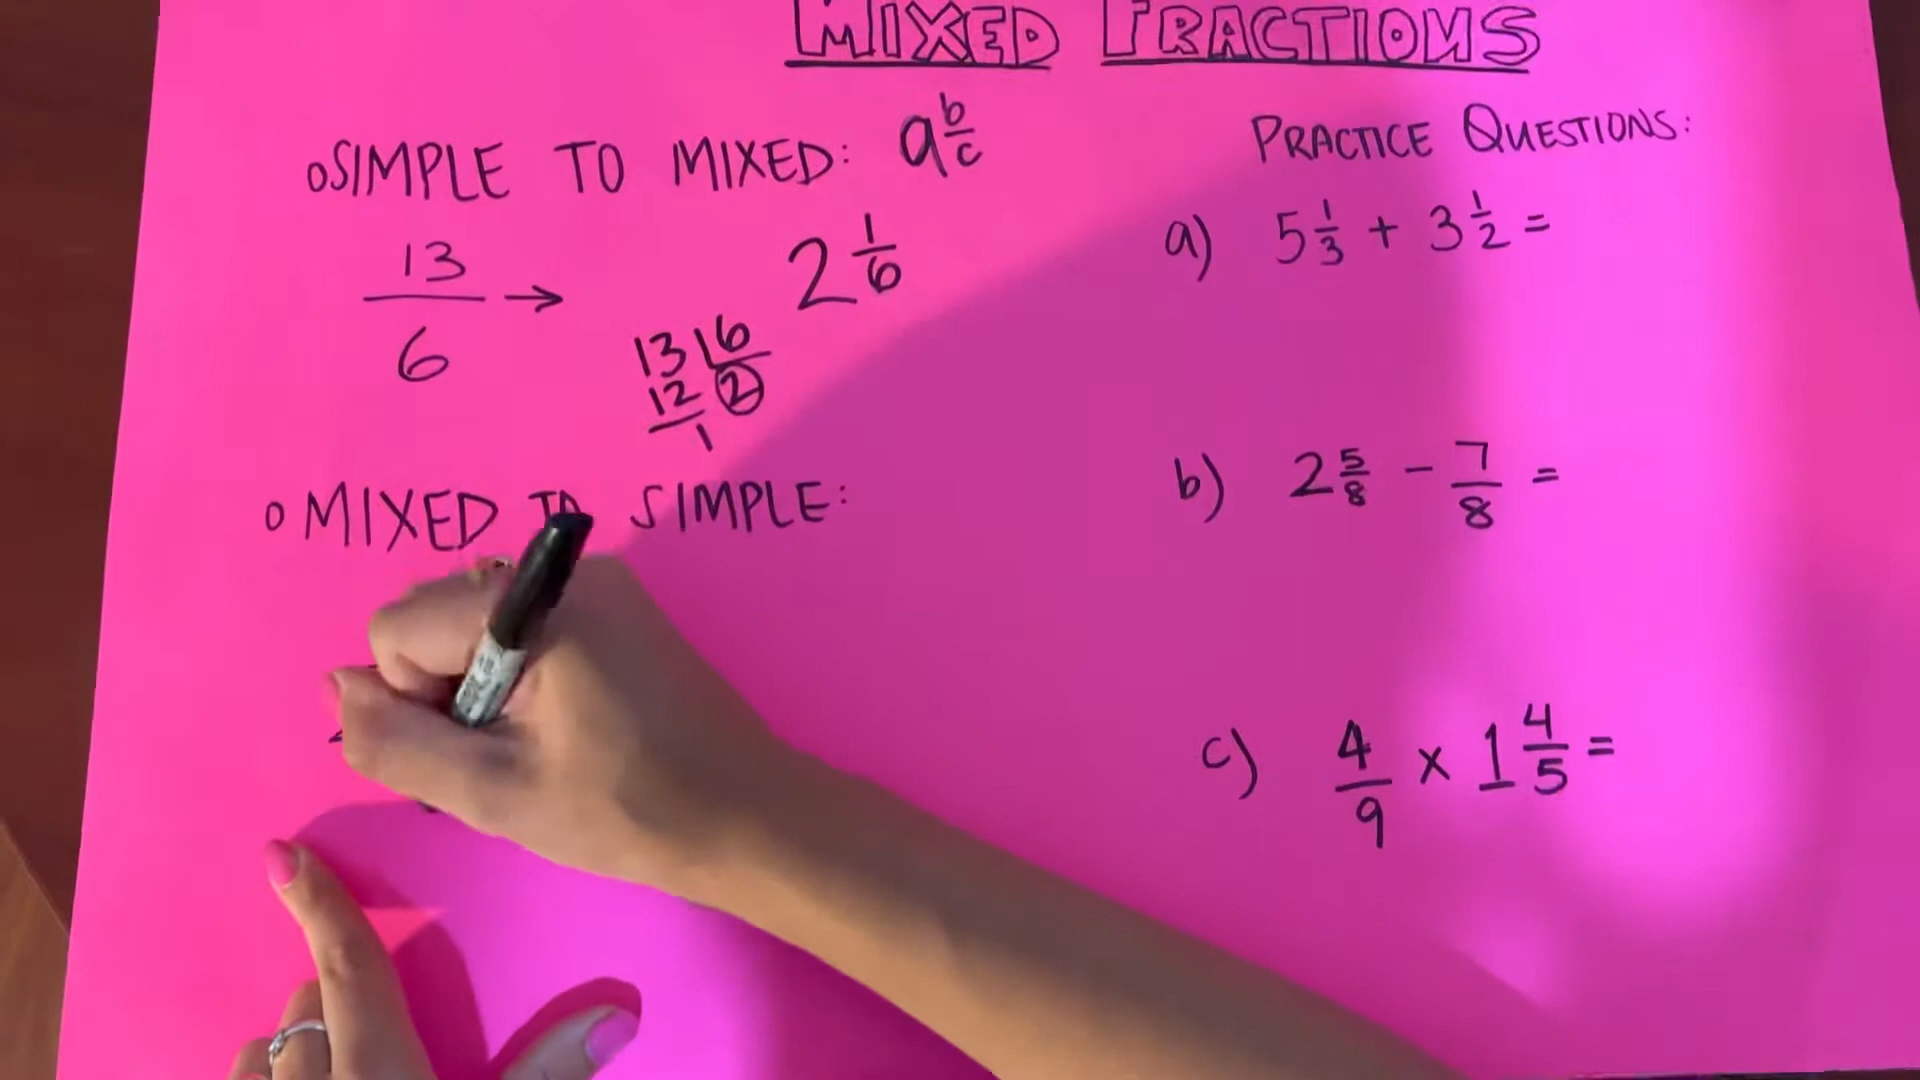 MIXED FRACTIONS
SIMPLE TO MIXED: a b/c
13/6 → 2 1/6
13 6
12 2
1
MIXED TO SIMPLE:
PRACTICE QUESTIONS:
a) 5 1/3 + 3 1/2 =
b) 2 5/8 - 7/8 =
c) 4/9 x 1 4/5 =